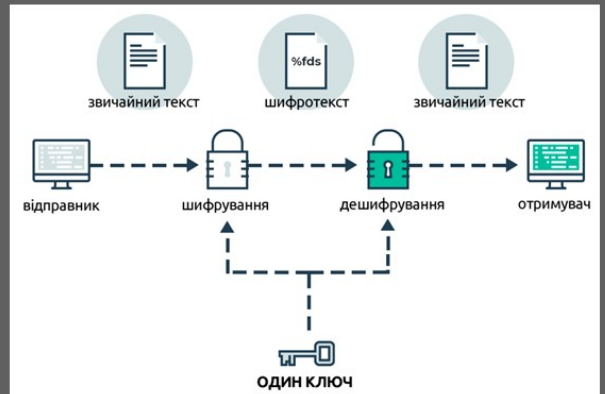 %fds
звичайний текст
шифротекст
звичайний текст
відправник
шифрування
дешифрування
отримувач
ОДИН КЛЮЧ